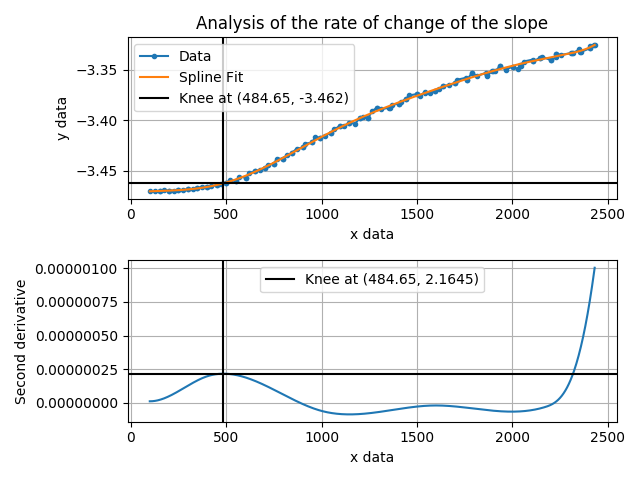 Analysis of the rate of change of the slope
Data
Spline Fit
Knee at (484.65, -3.462)
y data
−3.35
−3.40
−3.45
0 500 1000 1500 2000 2500
x data
Knee at (484.65, 2.1645)
Second derivative
0.00000100
0.00000075
0.00000050
0.00000025
0.00000000
0 500 1000 1500 2000 2500
x data